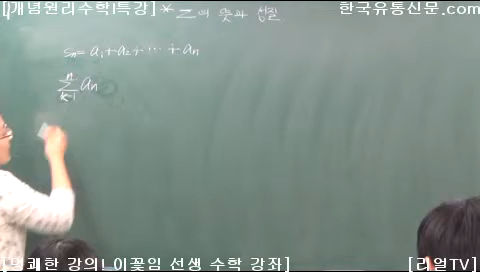 [개념원리수학I특강] * Σ의 뜻과 성질. 한국유통신문.com
Sn = a₁ + a₂ + ⋯ + an
n
Σ an
k=1
한 강의! 이꽃임 선생 수학 강좌] [리얼TV]